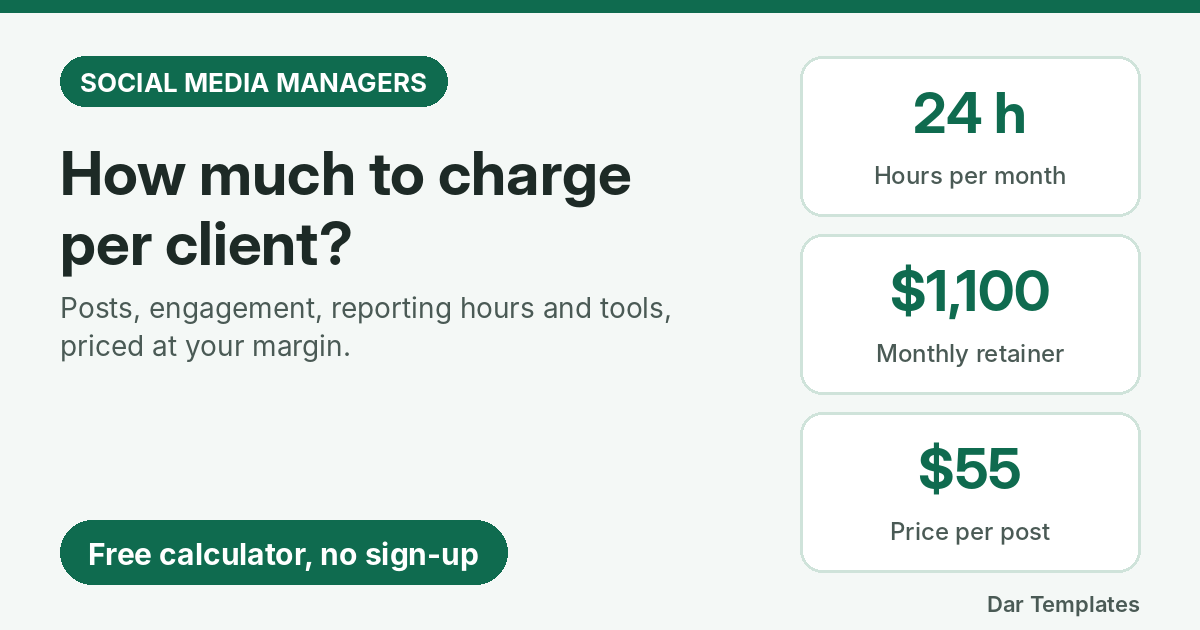 SOCIAL MEDIA MANAGERS
How much to charge
per client?
Posts, engagement, reporting hours and tools,
priced at your margin.
Free calculator, no sign-up
24 h
Hours per month
$1,100
Monthly retainer
$55
Price per post
Dar Templates